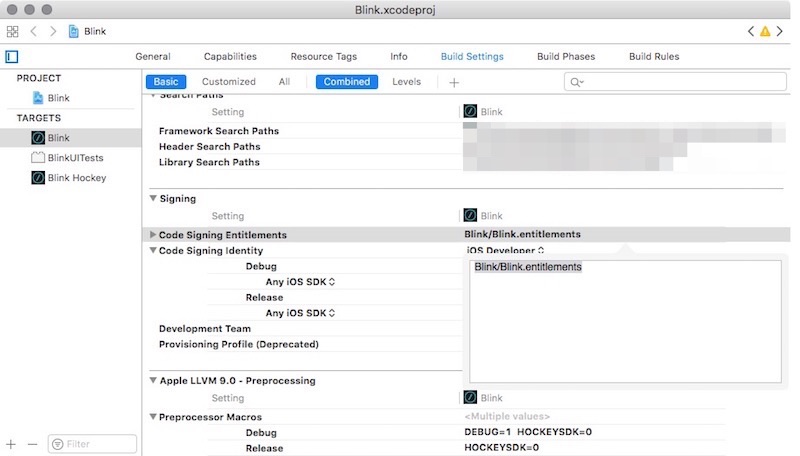 Blink.xcodeproj
Blink
General Capabilities Resource Tags Info Build Settings Build Phases Build Rules
PROJECT
Blink
TARGETS
Blink
BlinkUITests
Blink Hockey
Filter
Basic Customized All Combined Levels
Search Paths
Setting Blink
Framework Search Paths
Header Search Paths
Library Search Paths
Signing
Setting Blink
Code Signing Entitlements Blink/Blink.entitlements
Code Signing Identity iOS Developer
Blink/Blink.entitlements
Debug
Any iOS SDK
Release
Any iOS SDK
Development Team
Provisioning Profile (Deprecated)
Apple LLVM 9.0 - Preprocessing
Setting Blink
Preprocessor Macros <Multiple values>
Debug DEBUG=1 HOCKEYSDK=0
Release HOCKEYSDK=0